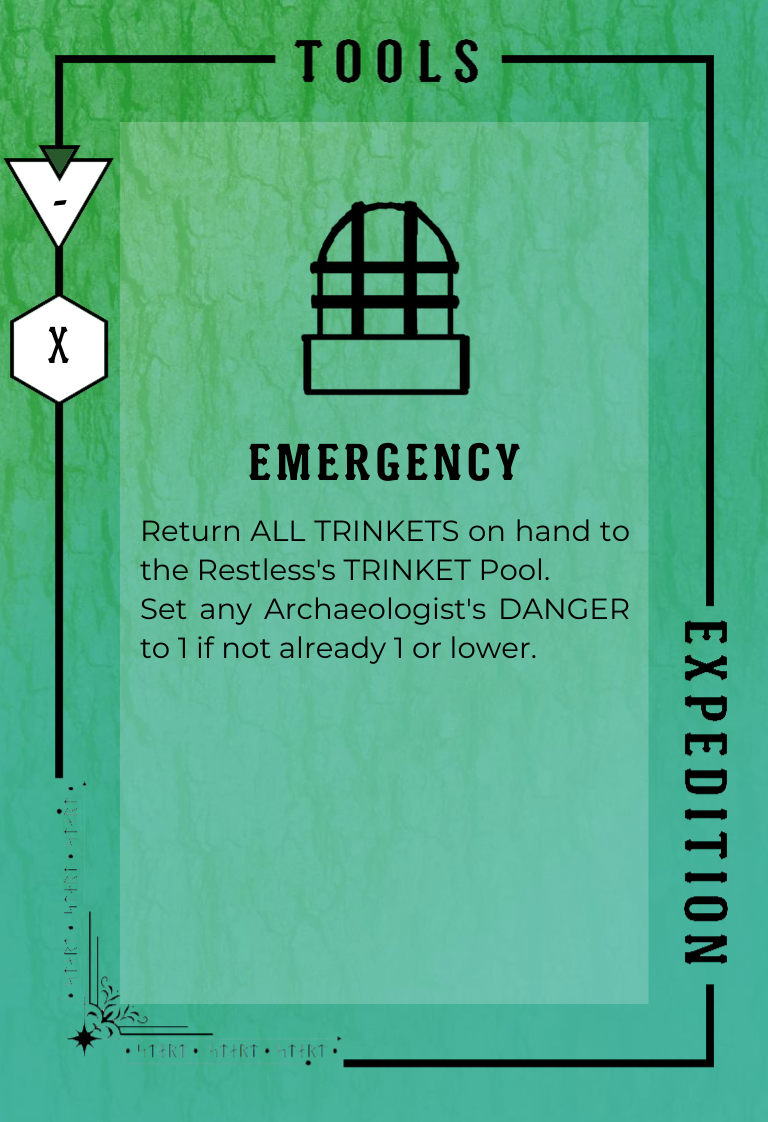 TOOLS
-
X
EMERGENCY
Return ALL TRINKETS on hand to
the Restless's TRINKET Pool.
Set any Archaeologist's DANGER
to 1 if not already 1 or lower.
EXPEDITION